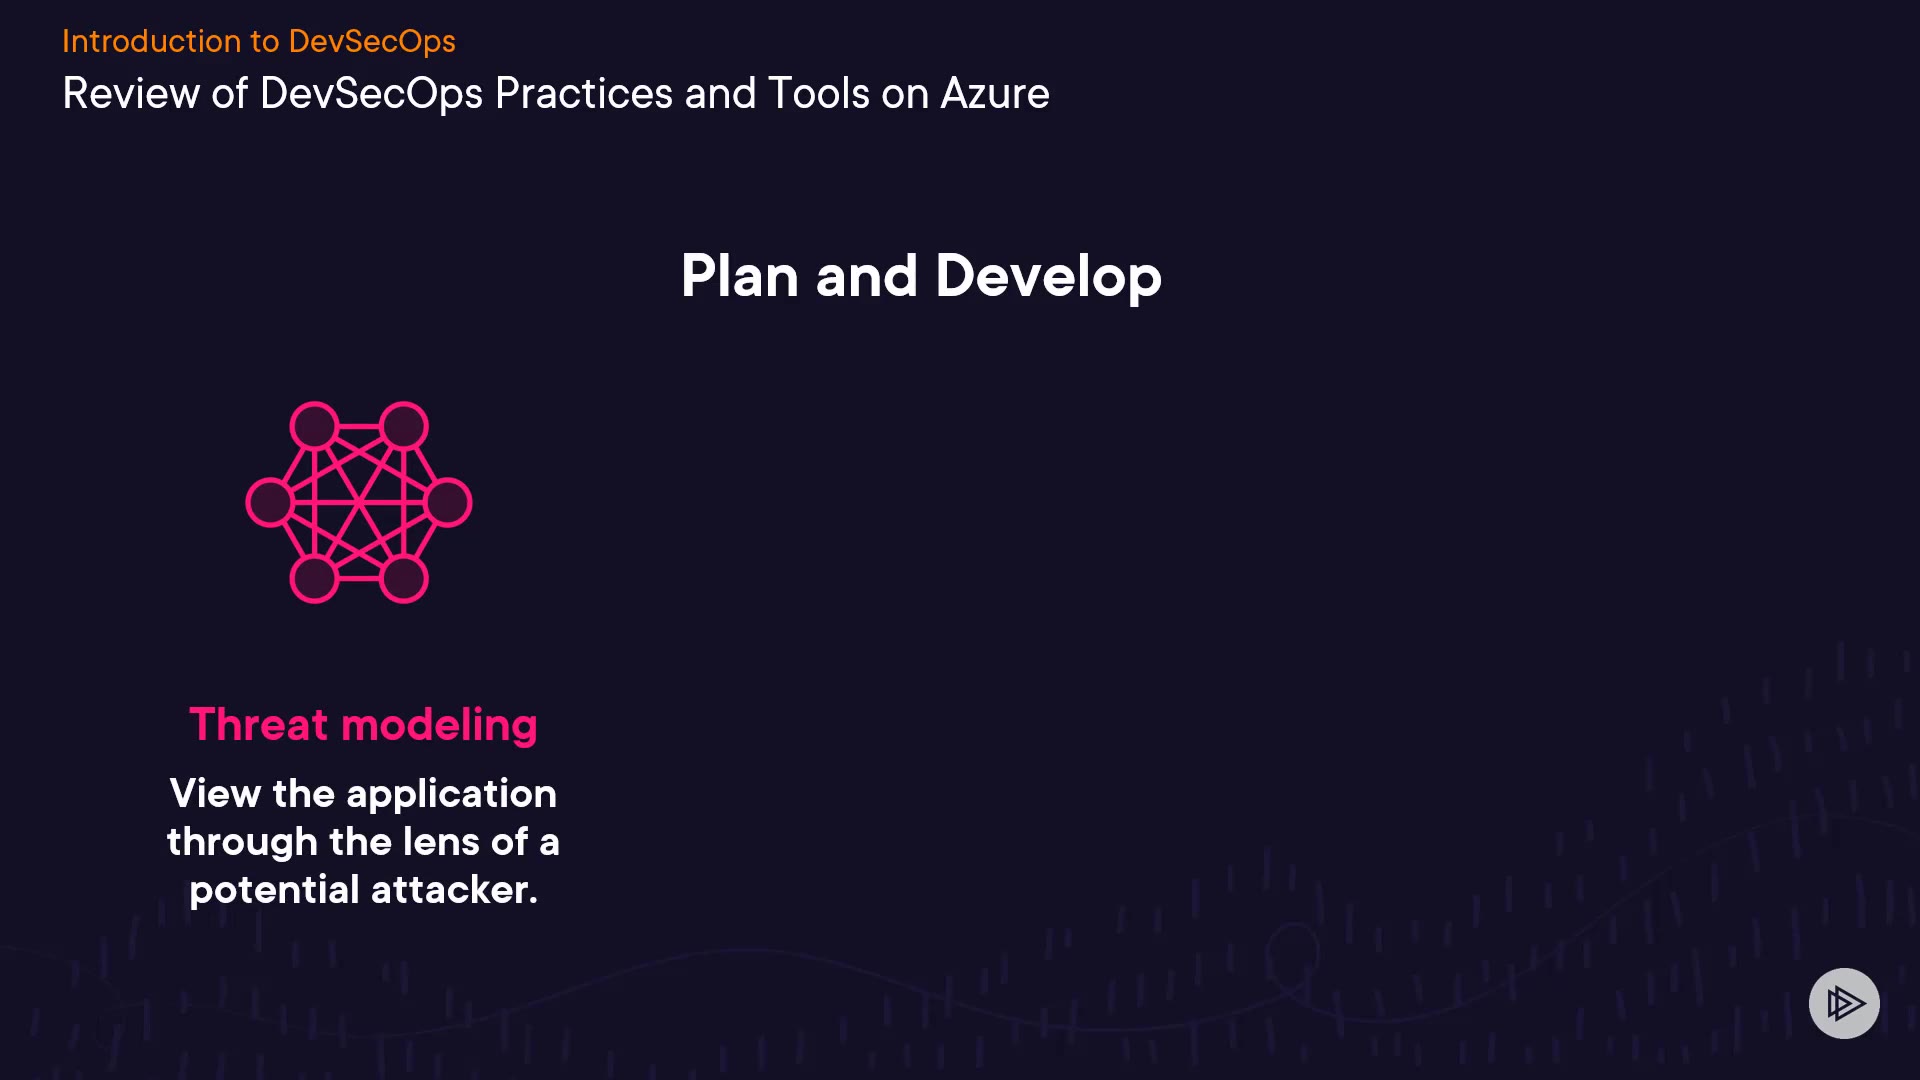 Introduction to DevSecOps
Review of DevSecOps Practices and Tools on Azure
Plan and Develop
Threat modeling
View the application
through the lens of a
potential attacker.